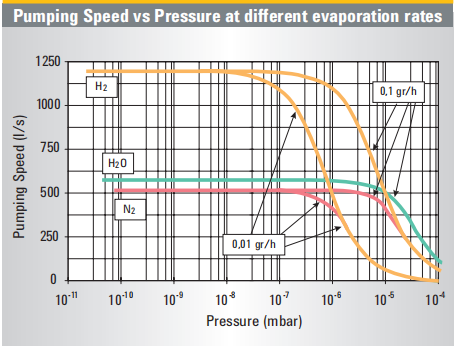 Pumping Speed vs Pressure at different evaporation rates
Pumping Speed (l/s)
1250
1000
750
500
250
0
H2
H2O
N2
0,1 gr/h
0,01 gr/h
10-11
10-10
10-9
10-8
10-7
10-6
10-5
10-4
Pressure (mbar)